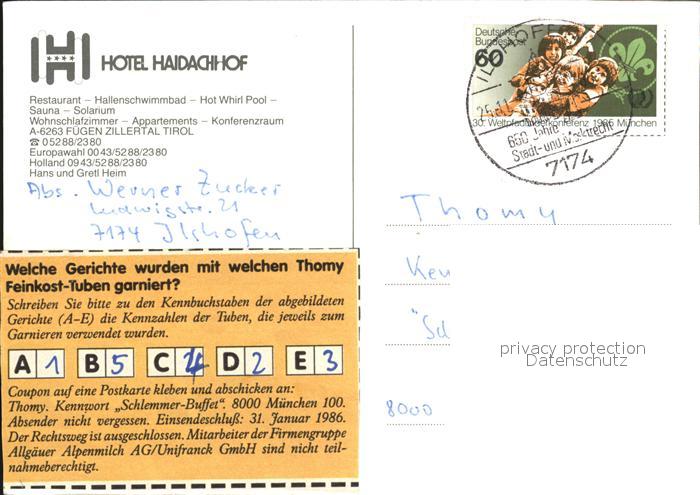 HOTEL HAIDACHHOF
Restaurant – Hallenschwimmbad – Hot Whirl Pool –
Sauna – Solarium
Wohnschlafzimmer – Appartements – Konferenzraum
A-6263 FÜGEN ZILLERTAL TIROL
☎ 05288/2380
Europawahl 0043/5288/2380
Holland 0943/5288/2380
Hans und Gretl Heim
Abs. Werner Zucker
Ludwigstr. 21
7174 Ilshofen
Deutsche
Bundespost
60
30. Weltpfadfinderkonferenz 1985 München
650 Jahre
Stadt- und Marktrecht
7174
Thomy
Ken
"Sch
8000
privacy protection
Datenschutz
Welche Gerichte wurden mit welchen Thomy
Feinkost-Tuben garniert?
Schreiben Sie bitte zu den Kennbuchstaben der abgebildeten
Gerichte (A–E) die Kennzahlen der Tuben, die jeweils zum
Garnieren verwendet wurden.
A 1 B 5 C 4 D 2 E 3
Coupon auf eine Postkarte kleben und abschicken an:
Thomy. Kennwort „Schlemmer-Buffet“. 8000 München 100.
Absender nicht vergessen. Einsendeschluß: 31. Januar 1986.
Der Rechtsweg ist ausgeschlossen. Mitarbeiter der Firmengruppe
Allgäuer Alpenmilch AG/Unifranck GmbH sind nicht teil-
nahmeberechtigt.